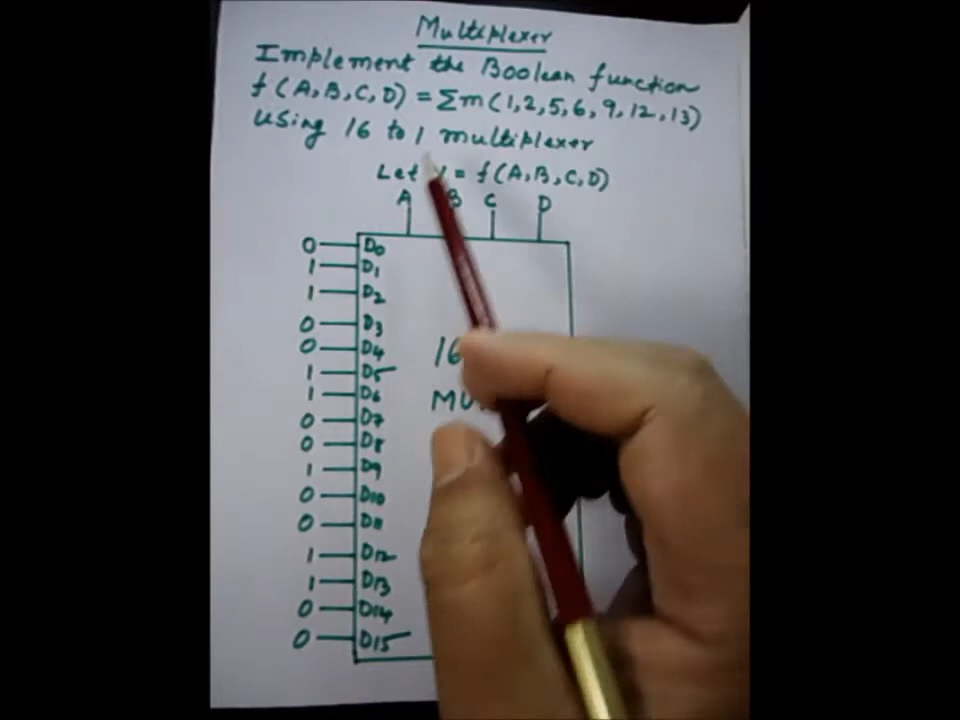 Multiplexer
Implement the Boolean function
f(A,B,C,D) = Σm(1,2,5,6,9,12,13)
using 16 to 1 multiplexer
Let = f(A,B,C,D)
A B C D
0 D0
1 D1
1 D2
0 D3
0 D4
1 D5
1 D6
0 D7
0 D8
1 D9
0 D10
0 D11
1 D12
1 D13
0 D14
0 D15
16